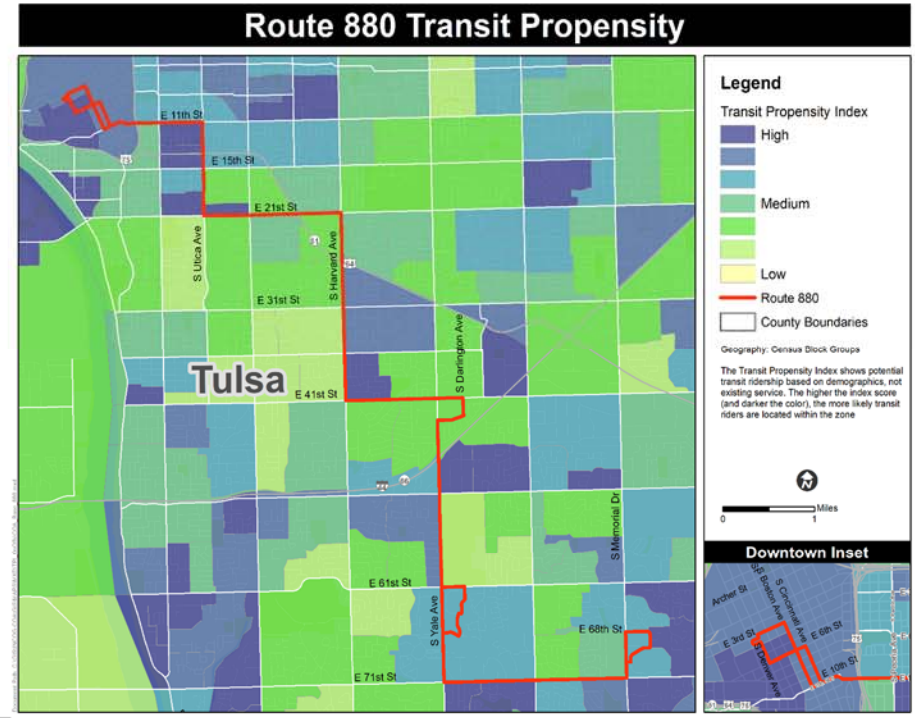 Route 880 Transit Propensity
E 11th St
75
E 15th St
E 21st St
S Utica Ave
S Harvard Ave
E 31st St
S Darlington Ave
Tulsa
E 41st St
44
S Memorial Dr
E 61st St
S Yale Ave
E 68th St
E 71st St
Legend
Transit Propensity Index
High
Medium
Low
Route 880
County Boundaries
Geography: Census Block Groups
The Transit Propensity Index shows potential
transit ridership based on demographics, not
existing service. The higher the index score
(and darker the color), the more likely transit
riders are located within the zone
N
Miles
0
1
Downtown Inset
Archer St
S Boston Ave
S Cincinnati Ave
E 3rd St
E 6th St
75
S Denver Ave
E 10th St